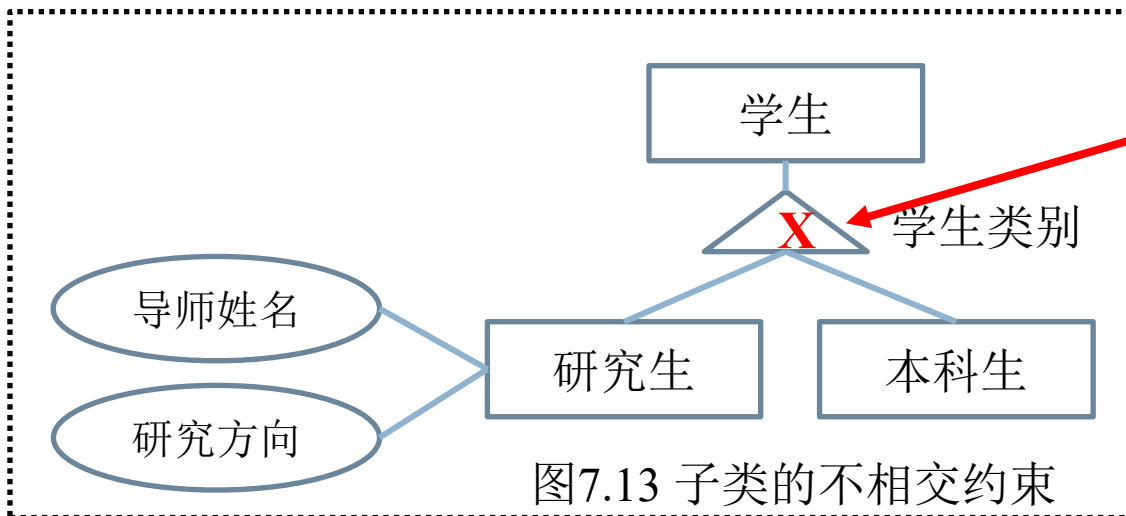 学生
X
学生类别
导师姓名
研究生
本科生
研究方向
图7.13 子类的不相交约束